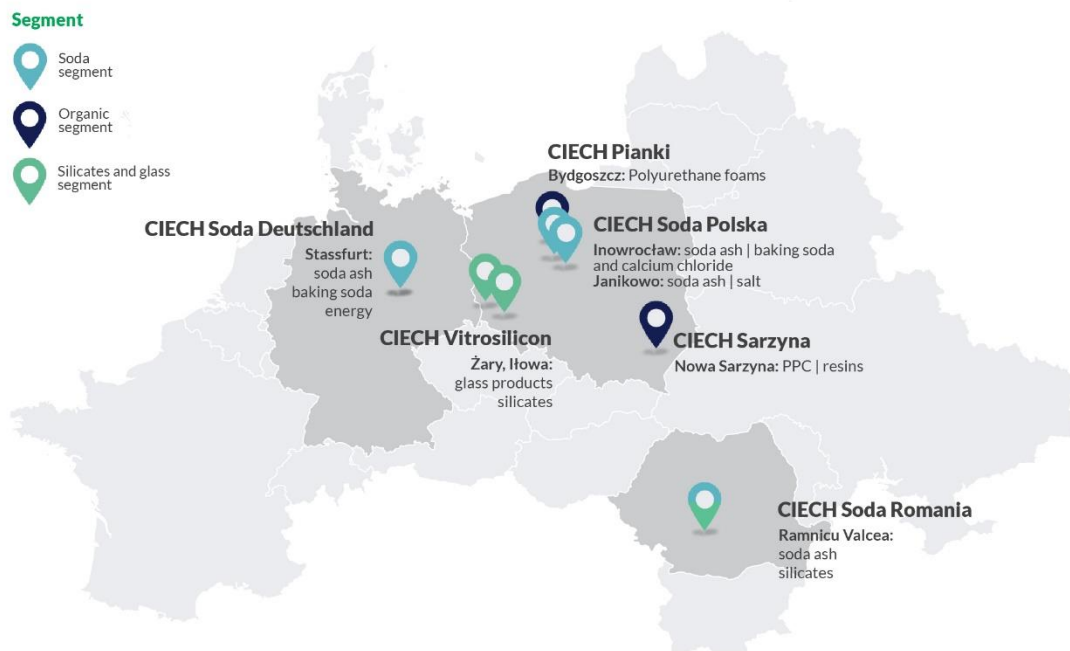 Segment
Soda
segment
Organic
segment
Silicates and glass
segment
CIECH Pianki
Bydgoszcz: Polyurethane foams
CIECH Soda Deutschland
Stassfurt:
soda ash
baking soda
energy
CIECH Soda Polska
Inowrocław: soda ash | baking soda
and calcium chloride
Janikowo: soda ash | salt
CIECH Vitrosilicon
Żary, Iłowa:
glass products
silicates
CIECH Sarzyna
Nowa Sarzyna: PPC | resins
CIECH Soda Romania
Ramnicu Valcea:
soda ash
silicates